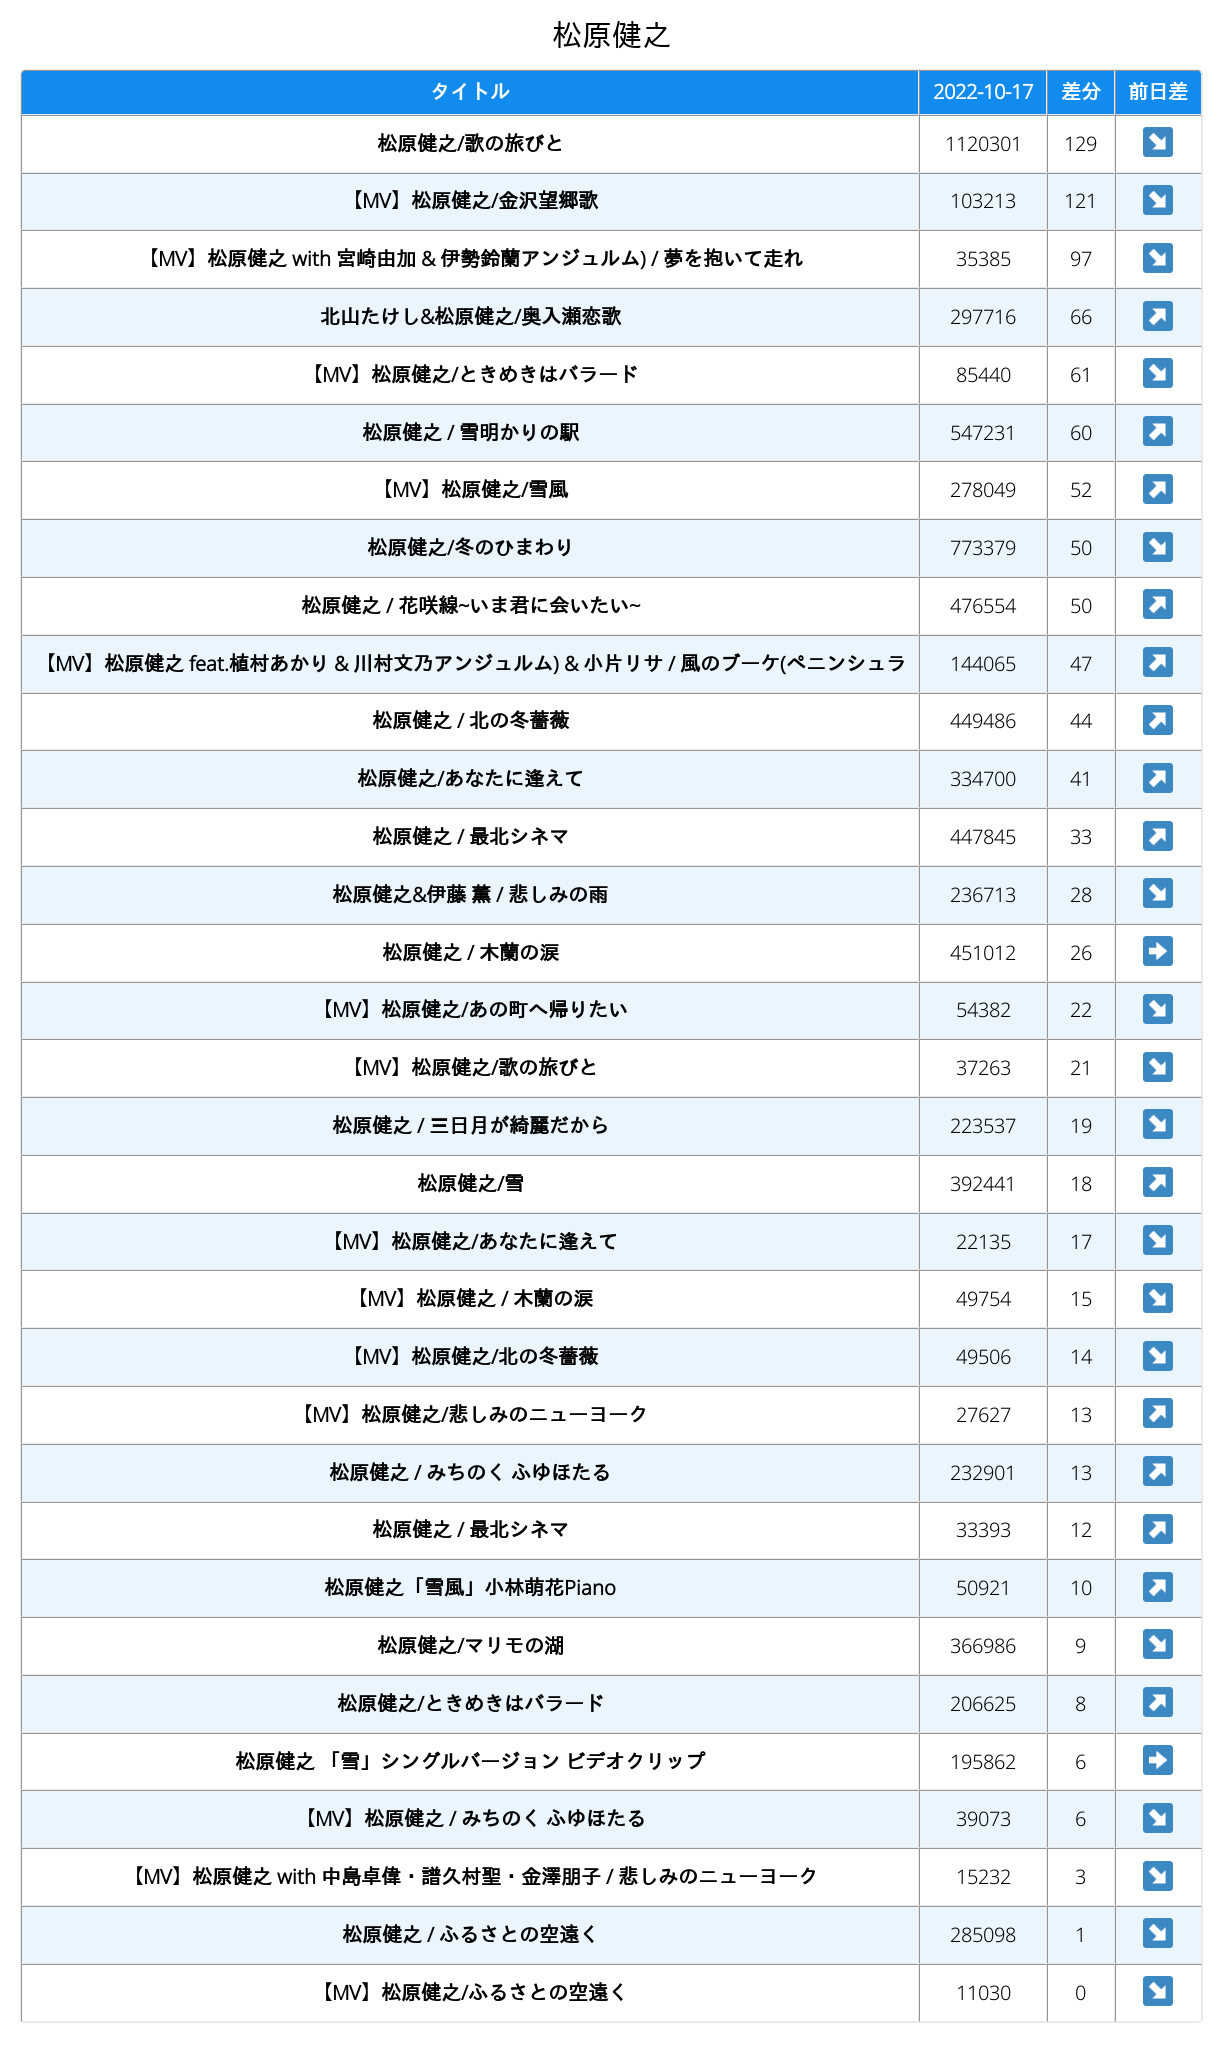 松原健之
タイトル 2022-10-17 差分 前日差
松原健之/歌の旅びと 1120301 129 ↘
【MV】松原健之/金沢望郷歌 103213 121 ↘
【MV】松原健之 with 宮崎由加 & 伊勢鈴蘭アンジュルム) / 夢を抱いて走れ 35385 97 ↘
北山たけし&松原健之/奥入瀬恋歌 297716 66 ↗
【MV】松原健之/ときめきはバラード 85440 61 ↘
松原健之 / 雪明かりの駅 547231 60 ↗
【MV】松原健之/雪風 278049 52 ↗
松原健之/冬のひまわり 773379 50 ↘
松原健之 / 花咲線~いま君に会いたい~ 476554 50 ↗
【MV】松原健之 feat.植村あかり & 川村文乃アンジュルム) & 小片リサ / 風のブーケ(ペニンシュラ 144065 47 ↗
松原健之 / 北の冬薔薇 449486 44 ↗
松原健之/あなたに逢えて 334700 41 ↗
松原健之 / 最北シネマ 447845 33 ↗
松原健之&伊藤 薫 / 悲しみの雨 236713 28 ↘
松原健之 / 木蘭の涙 451012 26 ➡
【MV】松原健之/あの町へ帰りたい 54382 22 ↘
【MV】松原健之/歌の旅びと 37263 21 ↘
松原健之 / 三日月が綺麗だから 223537 19 ↘
松原健之/雪 392441 18 ↗
【MV】松原健之/あなたに逢えて 22135 17 ↘
【MV】松原健之 / 木蘭の涙 49754 15 ↘
【MV】松原健之/北の冬薔薇 49506 14 ↘
【MV】松原健之/悲しみのニューヨーク 27627 13 ↗
松原健之 / みちのく ふゆほたる 232901 13 ↗
松原健之 / 最北シネマ 33393 12 ↗
松原健之「雪風」小林萌花Piano 50921 10 ↗
松原健之/マリモの湖 366986 9 ↘
松原健之/ときめきはバラード 206625 8 ↗
松原健之 「雪」シングルバージョン ビデオクリップ 195862 6 ➡
【MV】松原健之 / みちのく ふゆほたる 39073 6 ↘
【MV】松原健之 with 中島卓偉・譜久村聖・金澤朋子 / 悲しみのニューヨーク 15232 3 ↘
松原健之 / ふるさとの空遠く 285098 1 ↘
【MV】松原健之/ふるさとの空遠く 11030 0 ↘